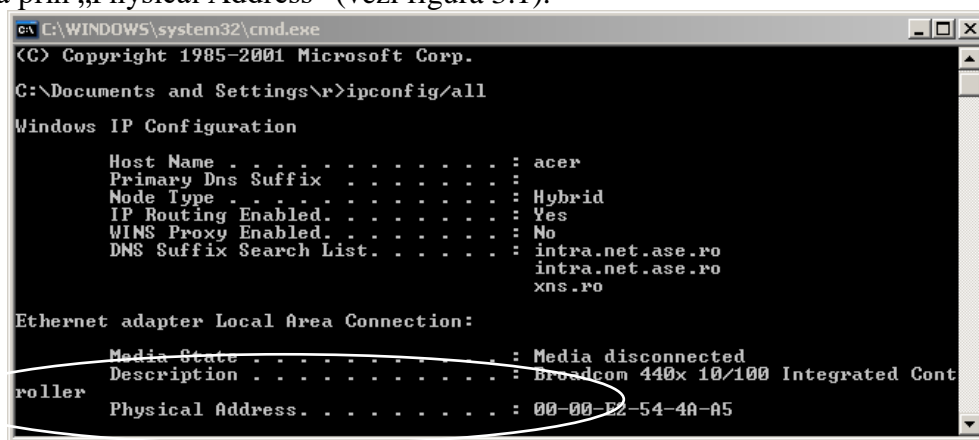 prin „Physical Address” (vezi figura 3.1).
C:\WINDOWS\system32\cmd.exe
(C) Copyright 1985-2001 Microsoft Corp.
C:\Documents and Settings\r>ipconfig/all
Windows IP Configuration
Host Name . . . . . . . . . . . . : acer
Primary Dns Suffix . . . . . . . :
Node Type . . . . . . . . . . . . : Hybrid
IP Routing Enabled. . . . . . . . : Yes
WINS Proxy Enabled. . . . . . . . : No
DNS Suffix Search List. . . . . . : intra.net.ase.ro
intra.net.ase.ro
xns.ro
Ethernet adapter Local Area Connection:
Media State . . . . . . . . . . . : Media disconnected
Description . . . . . . . . . . . : Broadcom 440x 10/100 Integrated Cont
roller
Physical Address. . . . . . . . . : 00-00-E2-54-4A-A5